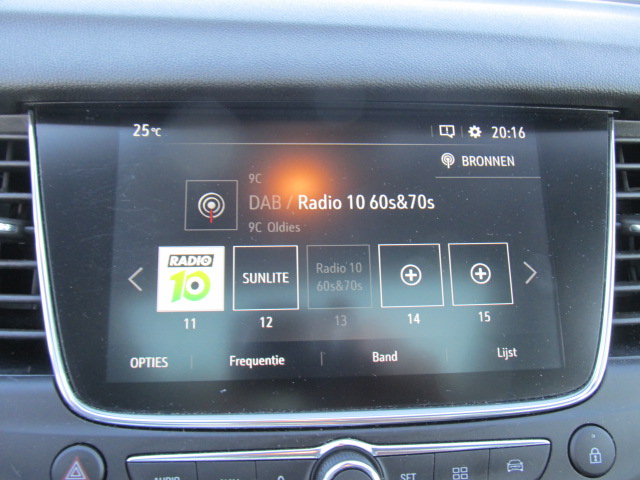 25°C 20:16
BRONNEN
9C
DAB / Radio 10 60s&70s
9C Oldies
RADIO 10 SUNLITE Radio 10 60s&70s
11 12 13 14 15
OPTIES Frequentie Band Lijst
SET